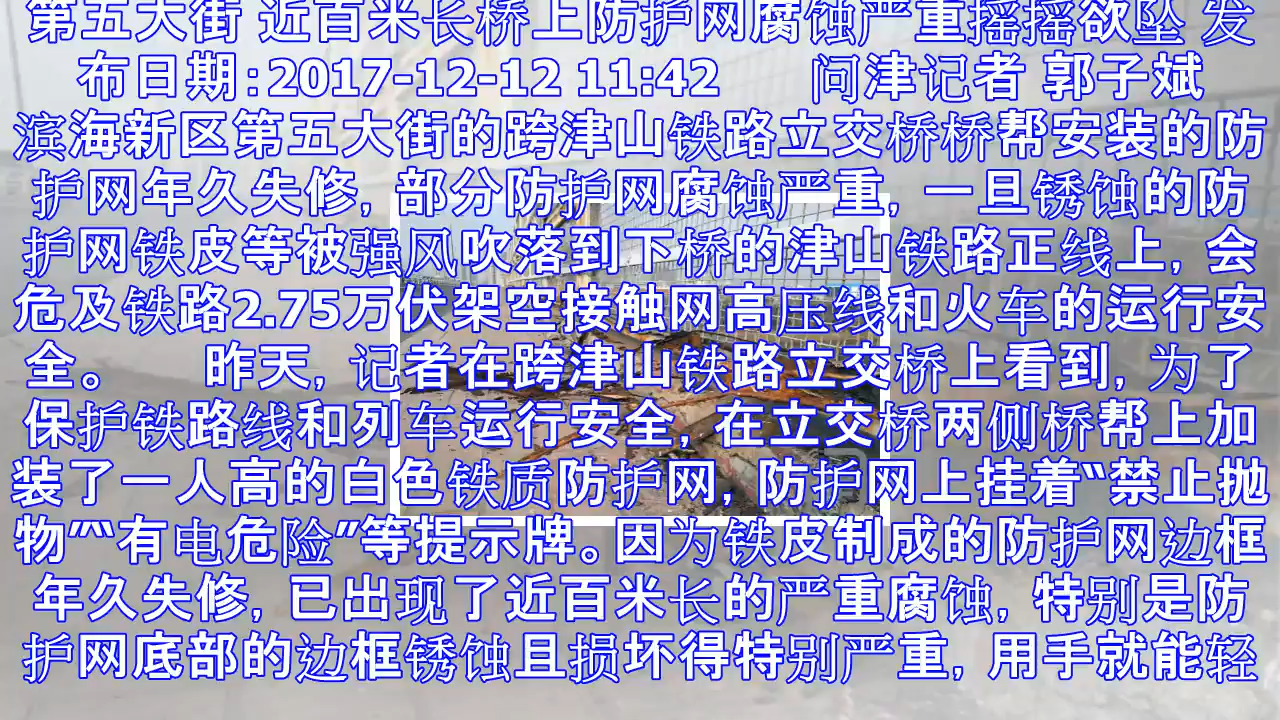 第五大街 近百米长桥上防护网腐蚀严重摇摇欲坠 发
布日期:2017-12-12 11:42 问津记者 郭子斌
滨海新区第五大街的跨津山铁路立交桥桥帮安装的防
护网年久失修, 部分防护网腐蚀严重, 一旦锈蚀的防
护网铁皮等被强风吹落到下桥的津山铁路正线上, 会
危及铁路2.75万伏架空接触网高压线和火车的运行安
全。 昨天, 记者在跨津山铁路立交桥上看到, 为了
保护铁路线和列车运行安全, 在立交桥两侧桥帮上加
装了一人高的白色铁质防护网, 防护网上挂着“禁止抛
物”“有电危险”等提示牌。因为铁皮制成的防护网边框
年久失修, 已出现了近百米长的严重腐蚀, 特别是防
护网底部的边框锈蚀且损坏得特别严重, 用手就能轻